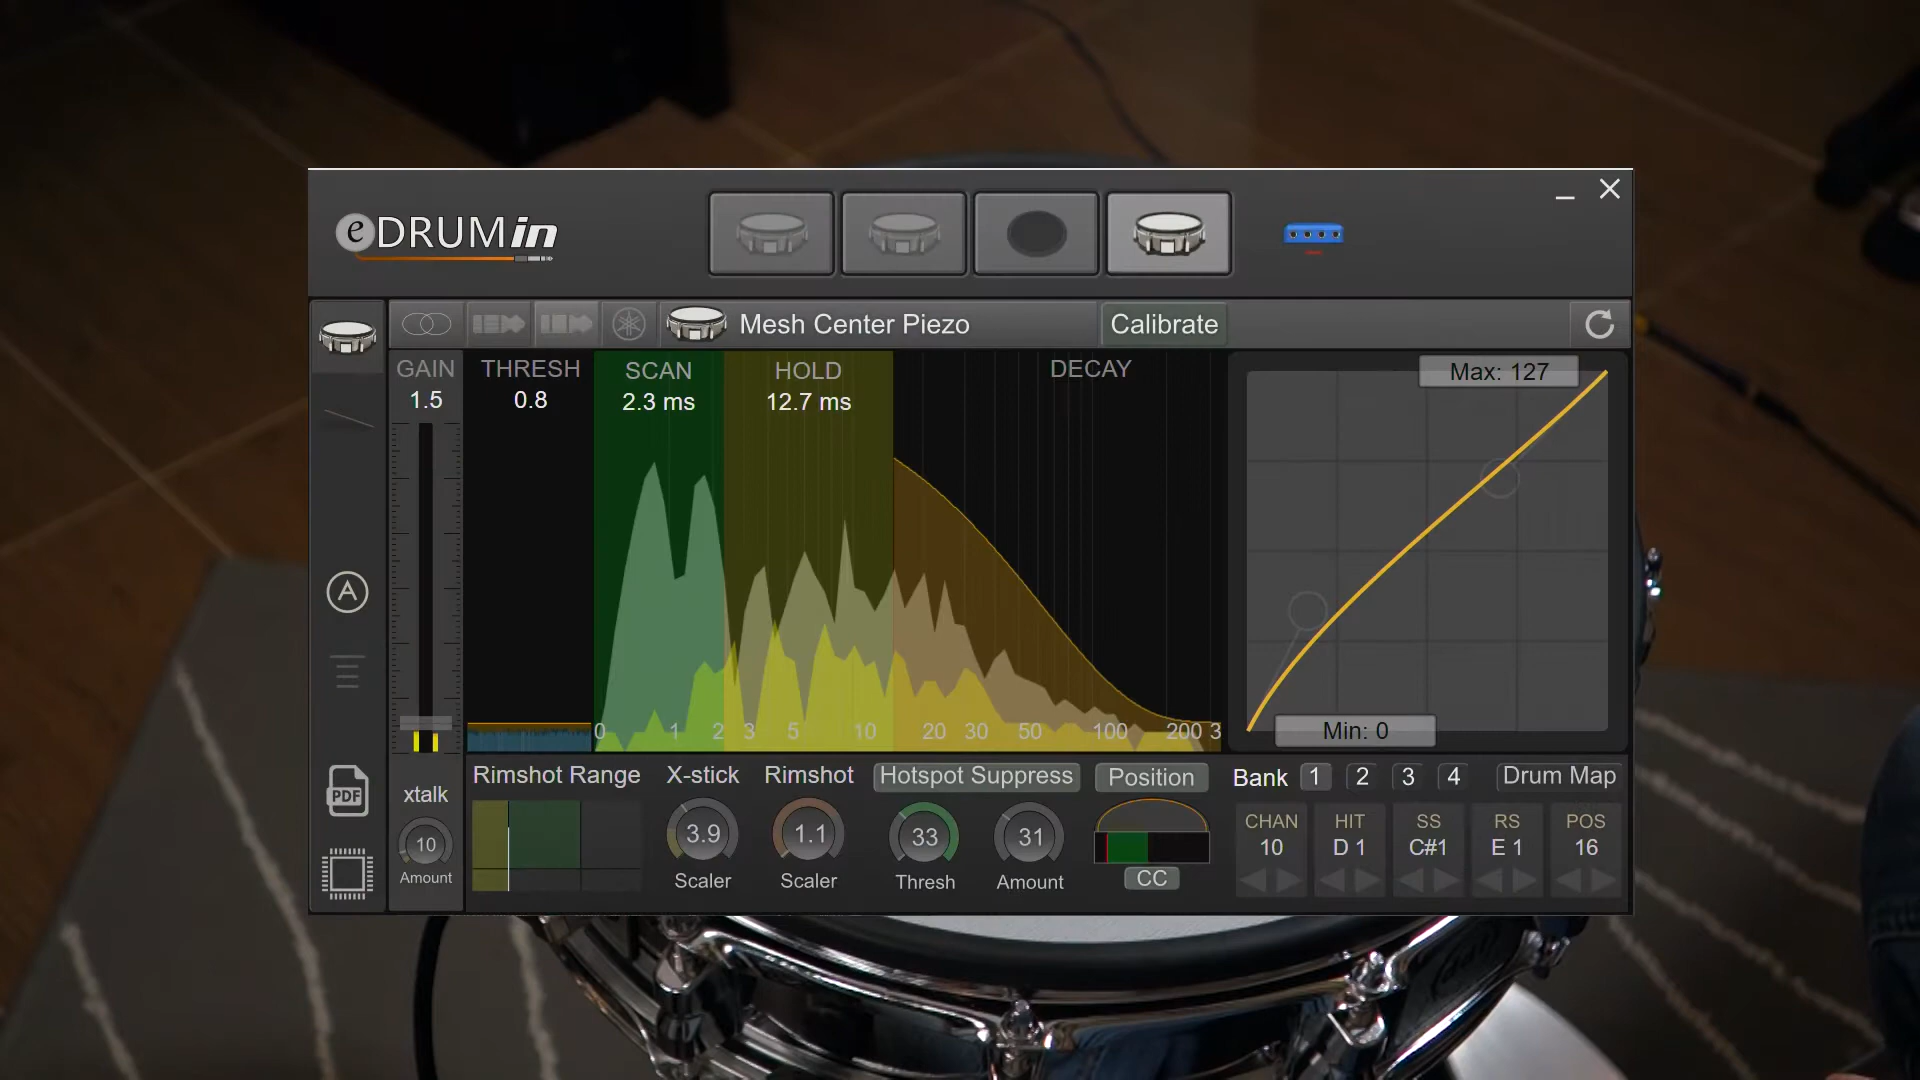 eDRUMin
Mesh Center Piezo
Calibrate
GAIN
1.5
THRESH
0.8
SCAN
2.3 ms
HOLD
12.7 ms
DECAY
Max: 127
Min: 0
0 1 2 3 5 10 20 30 50 100 200 3
A
PDF
xtalk
10
Amount
Rimshot Range
X-stick
3.9
Scaler
Rimshot
1.1
Scaler
Hotspot Suppress
33
Thresh
31
Amount
Position
CC
Bank 1 2 3 4
Drum Map
CHAN
10
HIT
D 1
SS
C#1
RS
E 1
POS
16